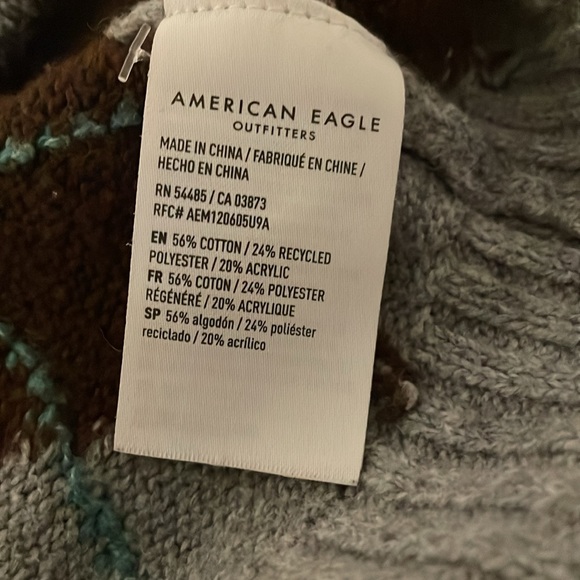 AMERICAN EAGLE
OUTFITTERS
MADE IN CHINA / FABRIQUÉ EN CHINE /
HECHO EN CHINA
RN 54485 / CA 03873
RFC# AEM120605U9A
EN 56% COTTON / 24% RECYCLED
POLYESTER / 20% ACRYLIC
FR 56% COTON / 24% POLYESTER
RÉGÉNÉRÉ / 20% ACRYLIQUE
SP 56% algodón / 24% poliéster
reciclado / 20% acrílico